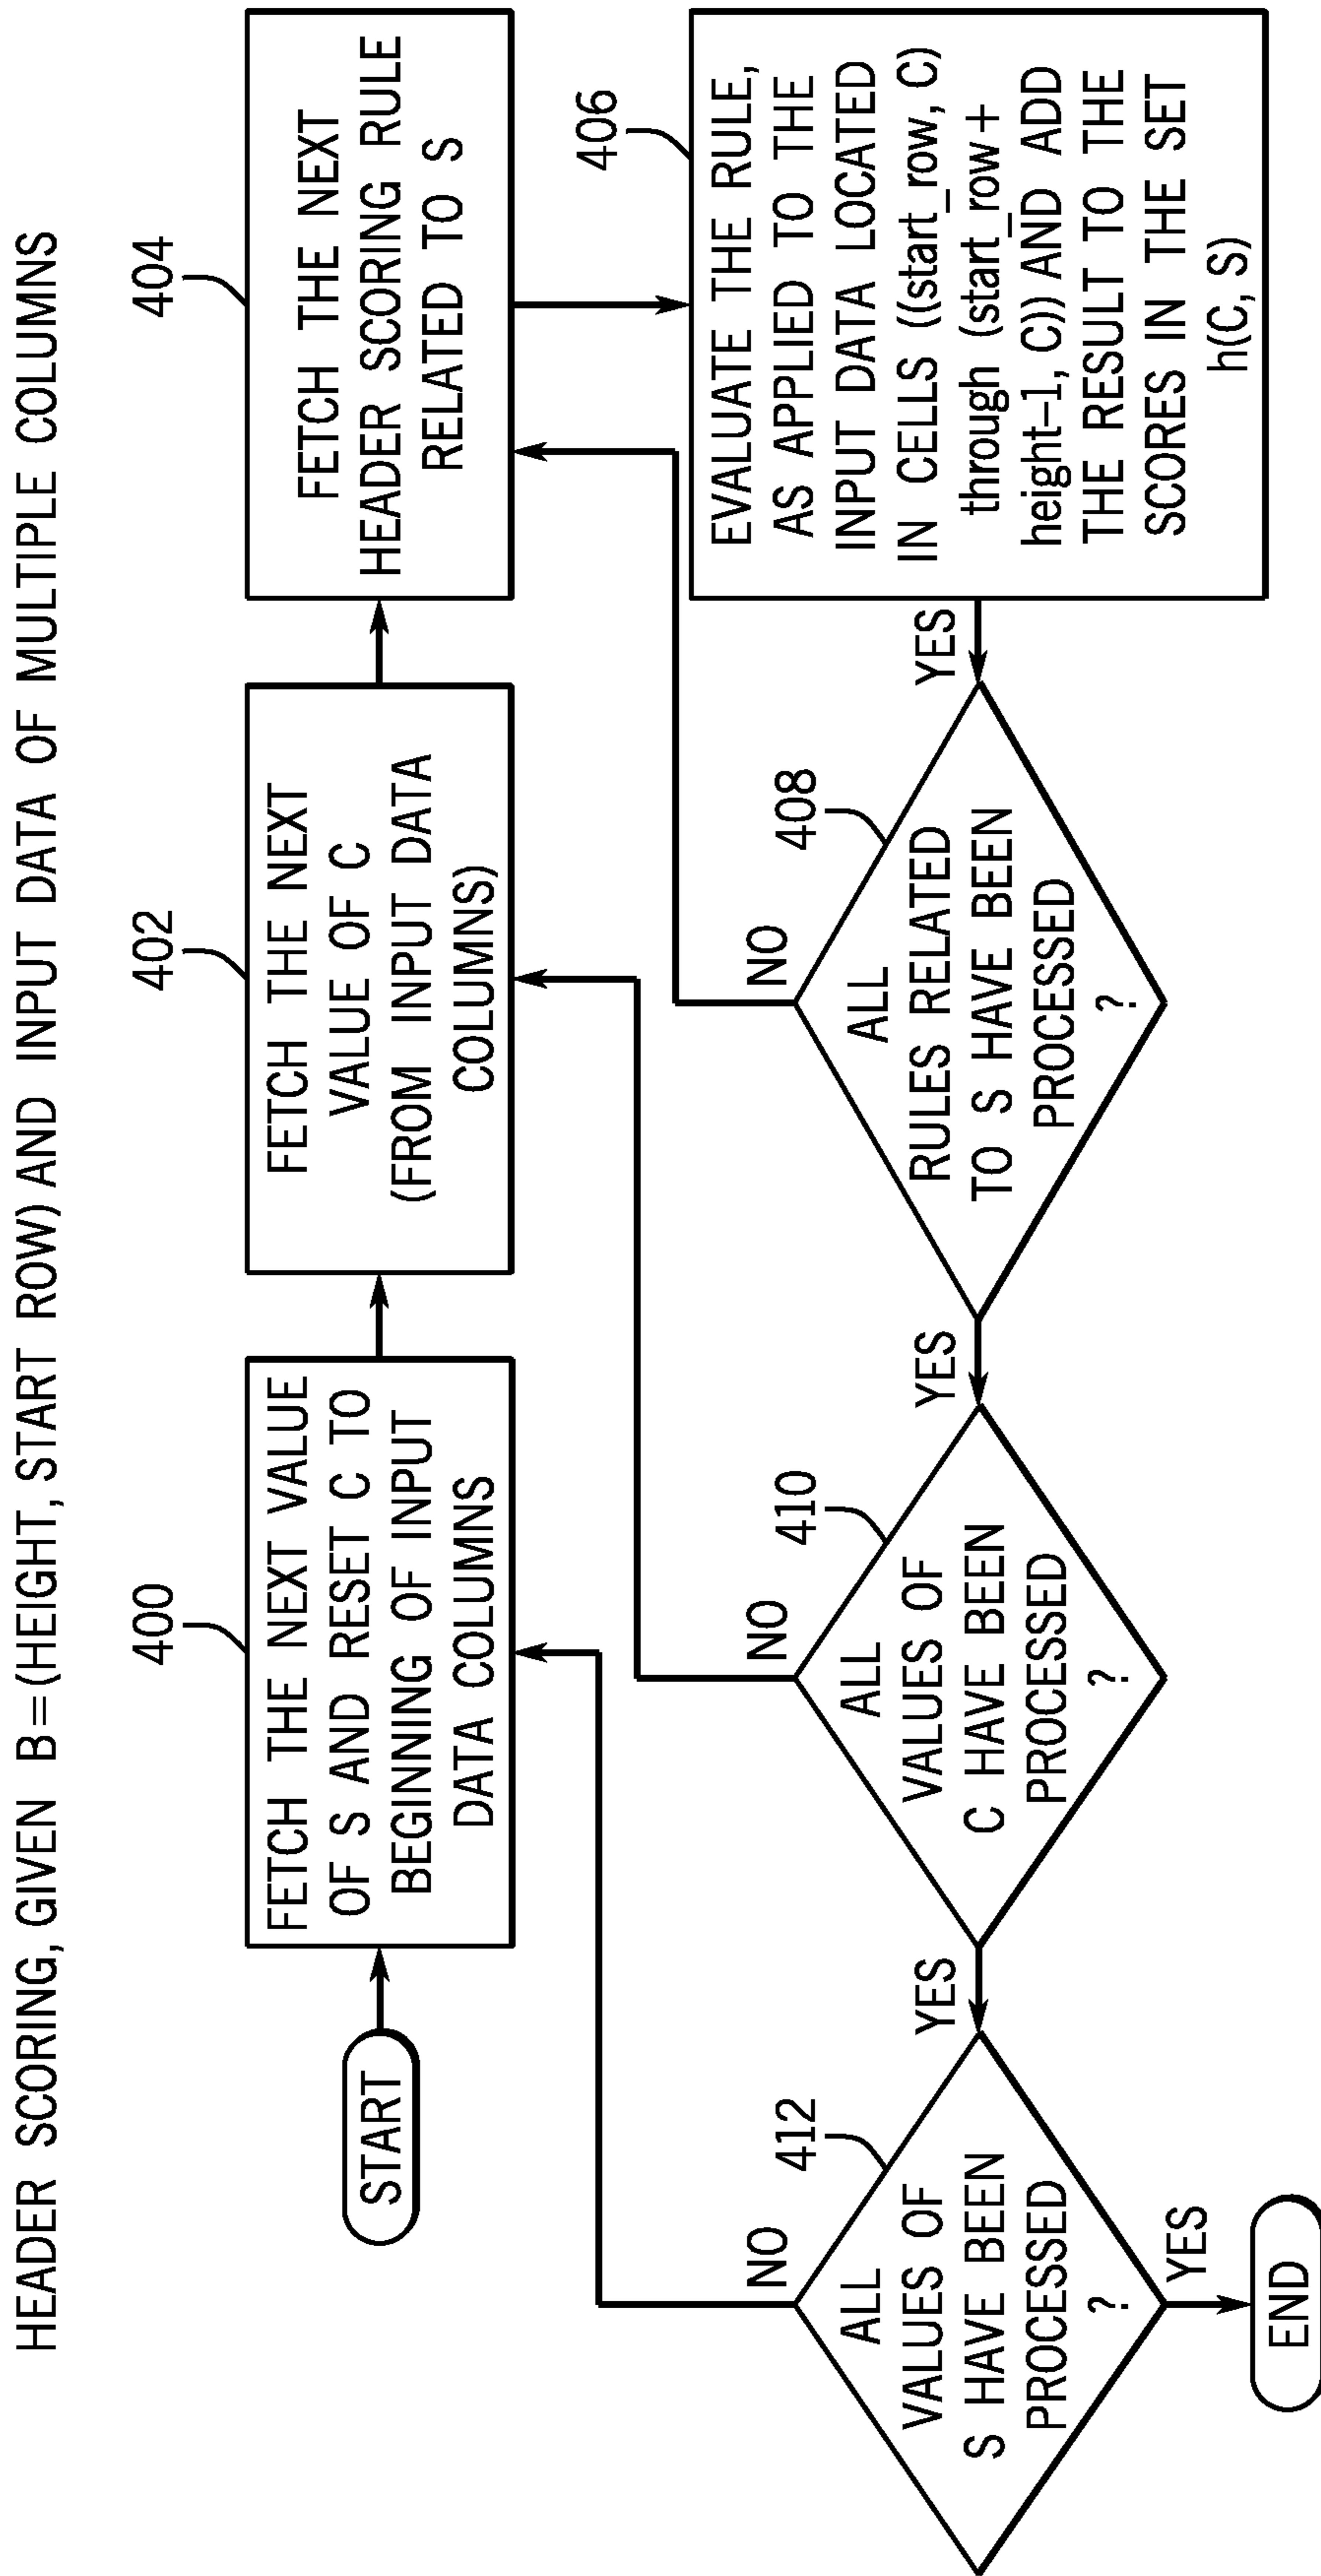 HEADER SCORING, GIVEN B=(HEIGHT, START ROW) AND INPUT DATA OF MULTIPLE COLUMNS
START
400
FETCH THE NEXT VALUE
OF S AND RESET C TO
BEGINNING OF INPUT
DATA COLUMNS
402
FETCH THE NEXT
VALUE OF C
(FROM INPUT DATA
COLUMNS)
404
FETCH THE NEXT
HEADER SCORING RULE
RELATED TO S
406
EVALUATE THE RULE,
AS APPLIED TO THE
INPUT DATA LOCATED
IN CELLS ((start_row, C)
through (start_row+
height–1, C)) AND ADD
THE RESULT TO THE
SCORES IN THE SET
h(C, S)
YES
408
NO
ALL
RULES RELATED
TO S HAVE BEEN
PROCESSED
?
YES
410
NO
ALL
VALUES OF
C HAVE BEEN
PROCESSED
?
YES
412
NO
ALL
VALUES OF
S HAVE BEEN
PROCESSED
?
YES
END